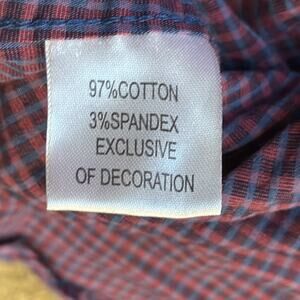 97%COTTON
3%SPANDEX
EXCLUSIVE
OF DECORATION